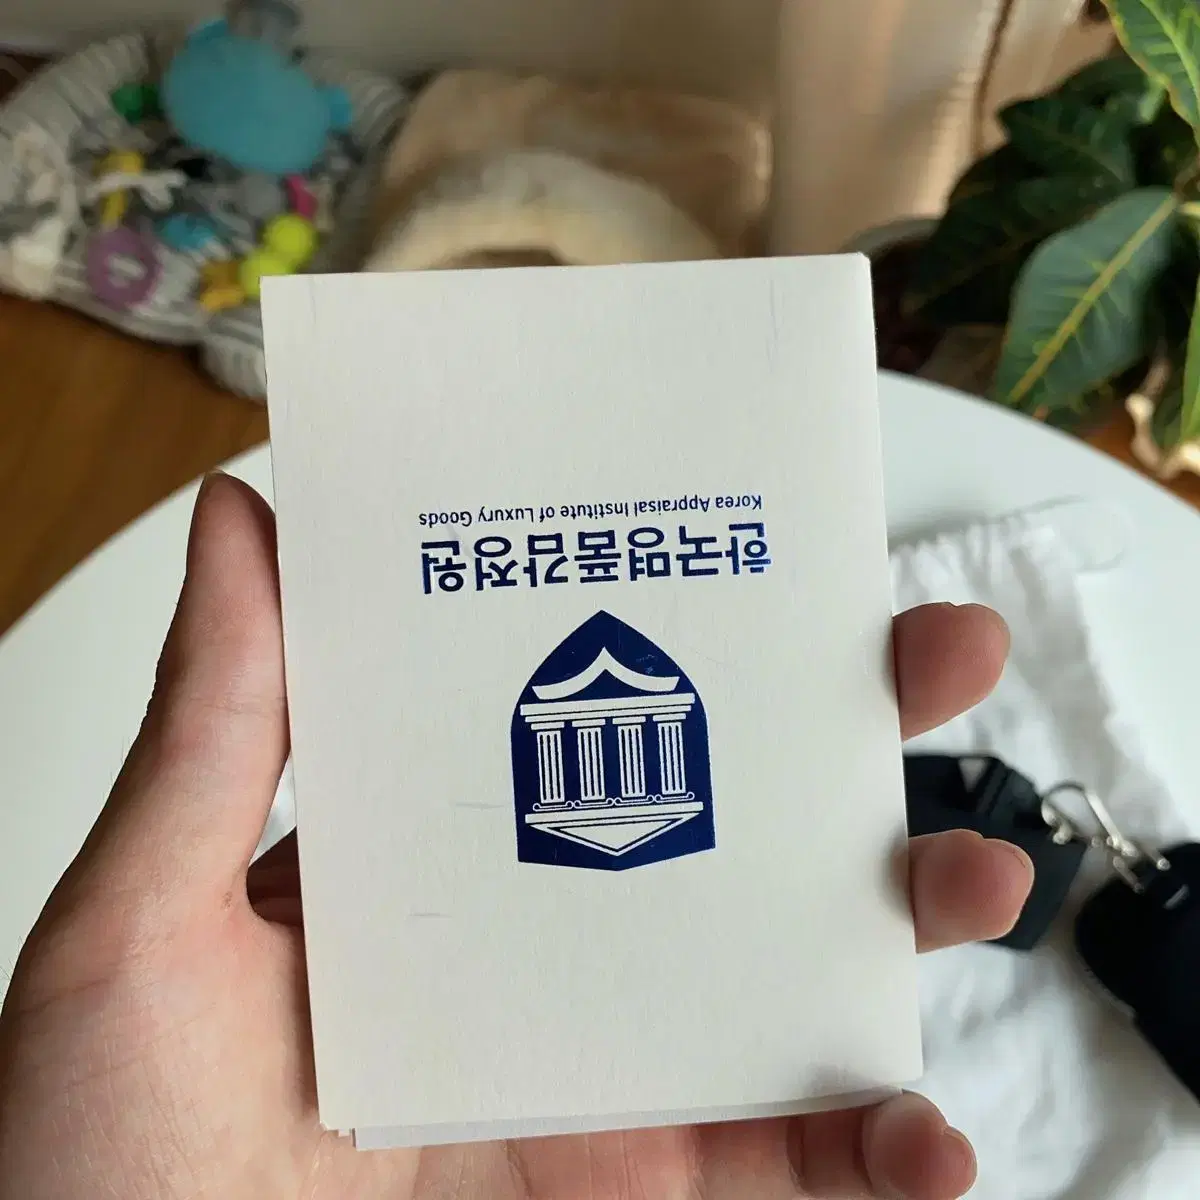 한국명품감정원
Korea Appraisal Institute of Luxury Goods